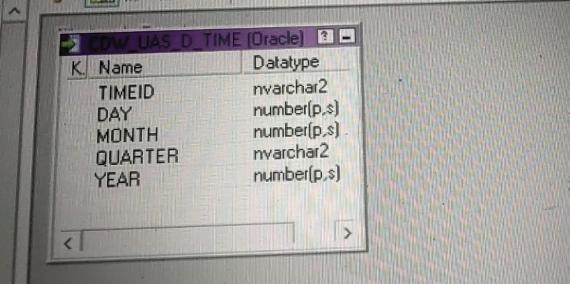 CDW_UAS_D_TIME (Oracle) ?
K. Name Datatype
TIMEID nvarchar2
DAY number(p,s)
MONTH number(p,s)
QUARTER nvarchar2
YEAR number(p,s)